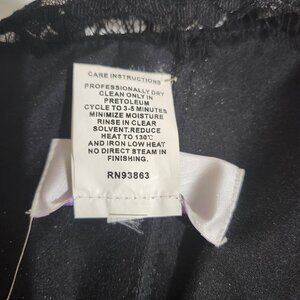 CARE INSTRUCTIONS
PROFESSIONALLY DRY
CLEAN ONLY IN
PRETOLEUM
CYCLE TO 3-5 MINUTES
MINIMIZE MOISTURE
RINSE IN CLEAR
SOLVENT.REDUCE
HEAT TO 130°C
AND IRON LOW HEAT
NO DIRECT STEAM IN
FINISHING.
RN93863